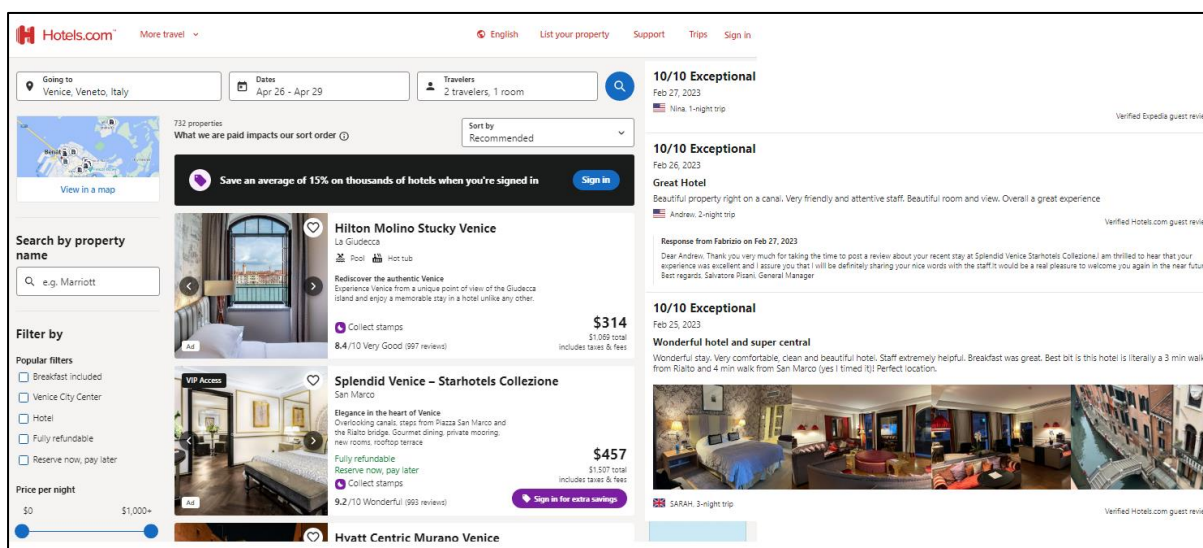 Hotels.com
More travel
English
List your property
Support
Trips
Sign in
Going to
Venice, Veneto, Italy
Dates
Apr 26 - Apr 29
Travelers
2 travelers, 1 room
View in a map
Search by property
name
e.g. Marriott
Filter by
Popular filters
Breakfast included
Venice City Center
Hotel
Fully refundable
Reserve now, pay later
Price per night
$0
$1,000+
732 properties
What we are paid impacts our sort order
Sort by
Recommended
Save an average of 15% on thousands of hotels when you're signed in
Sign in
Hilton Molino Stucky Venice
La Giudecca
Pool
Hot tub
Rediscover the authentic Venice
Experience Venice from a unique point of view of the Giudecca
island and enjoy a memorable stay in a hotel unlike any other.
Collect stamps
8.4/10 Very Good (997 reviews)
$314
$1,069 total
includes taxes & fees
Ad
VIP Access
Splendid Venice – Starhotels Collezione
San Marco
Elegance in the heart of Venice
Overlooking canals, steps from Piazza San Marco and
the Rialto bridge. Gourmet dining, private mooring,
new rooms, rooftop terrace
Fully refundable
Reserve now, pay later
Collect stamps
9.2/10 Wonderful (993 reviews)
$457
$1,507 total
includes taxes & fees
Sign in for extra savings
Ad
Hyatt Centric Murano Venice
10/10 Exceptional
Feb 27, 2023
Nina, 1-night trip
Verified Expedia guest revie
10/10 Exceptional
Feb 26, 2023
Great Hotel
Beautiful property right on a canal. Very friendly and attentive staff. Beautiful room and view. Overall a great experience
Andrew, 2-night trip
Verified Hotels.com guest revie
Response from Fabrizio on Feb 27, 2023
Dear Andrew, Thank you very much for taking the time to post a review about your recent stay at Splendid Venice Starhotels Collezione.I am thrilled to hear that your
experience was excellent and I assure you that I will be definitely sharing your nice words with the staff.It would be a real pleasure to welcome you again in the near futur
Best regards, Salvatore Pisani, General Manager
10/10 Exceptional
Feb 25, 2023
Wonderful hotel and super central
Wonderful stay. Very comfortable, clean and beautiful hotel. Staff extremely helpful. Breakfast was great. Best bit is this hotel is literally a 3 min walk
from Rialto and 4 min walk from San Marco (yes I timed it)! Perfect location.
SARAH, 3-night trip
Verified Hotels.com guest revie